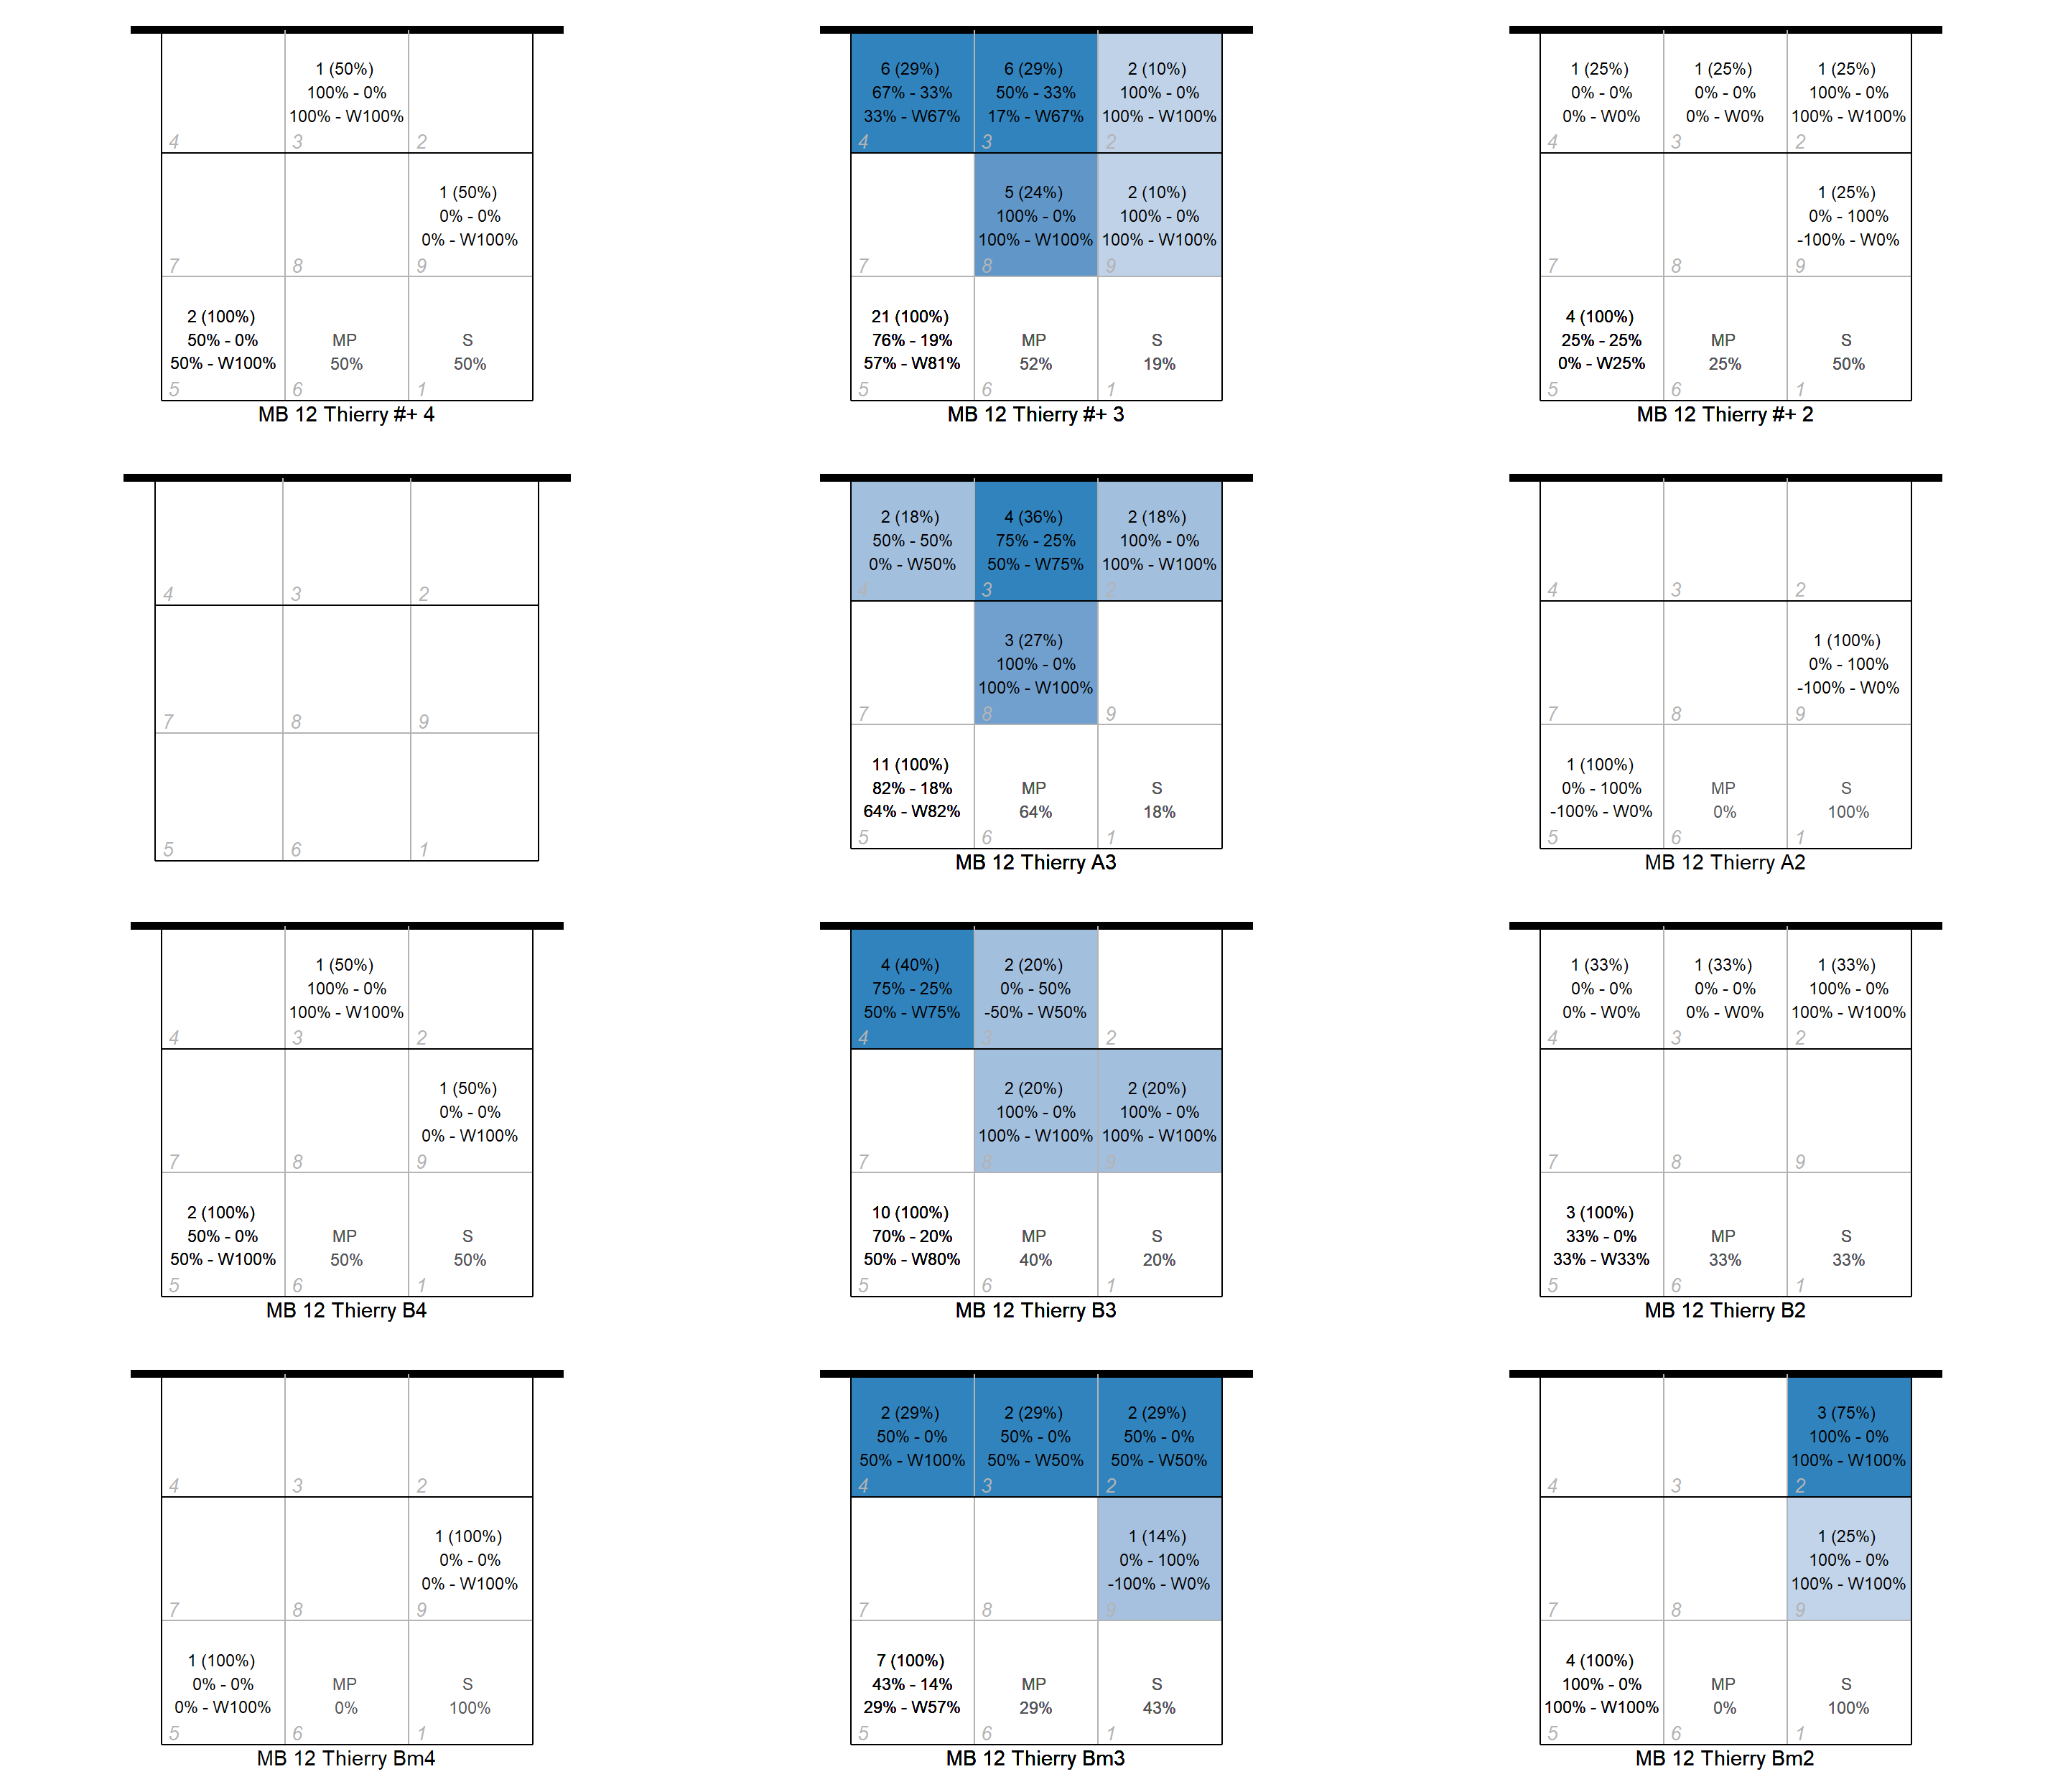 1 (50%)
100% - 0%
100% - W100%
4
3
2
1 (50%)
0% - 0%
0% - W100%
7
8
9
2 (100%)
50% - 0%
50% - W100%
MP
50%
S
50%
5
6
1
MB 12 Thierry #+ 4
6 (29%)
67% - 33%
33% - W67%
4
6 (29%)
50% - 33%
17% - W67%
3
2 (10%)
100% - 0%
100% - W100%
2
7
5 (24%)
100% - 0%
100% - W100%
8
2 (10%)
100% - 0%
100% - W100%
9
21 (100%)
76% - 19%
57% - W81%
MP
52%
S
19%
5
6
1
MB 12 Thierry #+ 3
1 (25%)
0% - 0%
0% - W0%
4
1 (25%)
0% - 0%
0% - W0%
3
1 (25%)
100% - 0%
100% - W100%
2
7
8
1 (25%)
0% - 100%
-100% - W0%
9
4 (100%)
25% - 25%
0% - W25%
MP
25%
S
50%
5
6
1
MB 12 Thierry #+ 2
4
3
2
7
8
9
5
6
1
2 (18%)
50% - 50%
0% - W50%
4
4 (36%)
75% - 25%
50% - W75%
3
2 (18%)
100% - 0%
100% - W100%
2
7
3 (27%)
100% - 0%
100% - W100%
8
9
11 (100%)
82% - 18%
64% - W82%
MP
64%
S
18%
5
6
1
MB 12 Thierry A3
4
3
2
7
8
1 (100%)
0% - 100%
-100% - W0%
9
1 (100%)
0% - 100%
-100% - W0%
MP
0%
S
100%
5
6
1
MB 12 Thierry A2
4
1 (50%)
100% - 0%
100% - W100%
3
2
7
8
1 (50%)
0% - 0%
0% - W100%
9
2 (100%)
50% - 0%
50% - W100%
MP
50%
S
50%
5
6
1
MB 12 Thierry B4
4 (40%)
75% - 25%
50% - W75%
4
2 (20%)
0% - 50%
-50% - W50%
3
2
7
2 (20%)
100% - 0%
100% - W100%
8
2 (20%)
100% - 0%
100% - W100%
9
10 (100%)
70% - 20%
50% - W80%
MP
40%
S
20%
5
6
1
MB 12 Thierry B3
1 (33%)
0% - 0%
0% - W0%
4
1 (33%)
0% - 0%
0% - W0%
3
1 (33%)
100% - 0%
100% - W100%
2
7
8
9
3 (100%)
33% - 0%
33% - W33%
MP
33%
S
33%
5
6
1
MB 12 Thierry B2
4
3
2
7
8
1 (100%)
0% - 0%
0% - W100%
9
1 (100%)
0% - 0%
0% - W100%
MP
0%
S
100%
5
6
1
MB 12 Thierry Bm4
2 (29%)
50% - 0%
50% - W100%
4
2 (29%)
50% - 0%
50% - W50%
3
2 (29%)
50% - 0%
50% - W50%
2
7
8
1 (14%)
0% - 100%
-100% - W0%
9
7 (100%)
43% - 14%
29% - W57%
MP
29%
S
43%
5
6
1
MB 12 Thierry Bm3
4
3
3 (75%)
100% - 0%
100% - W100%
2
7
8
1 (25%)
100% - 0%
100% - W100%
9
4 (100%)
100% - 0%
100% - W100%
MP
0%
S
100%
5
6
1
MB 12 Thierry Bm2